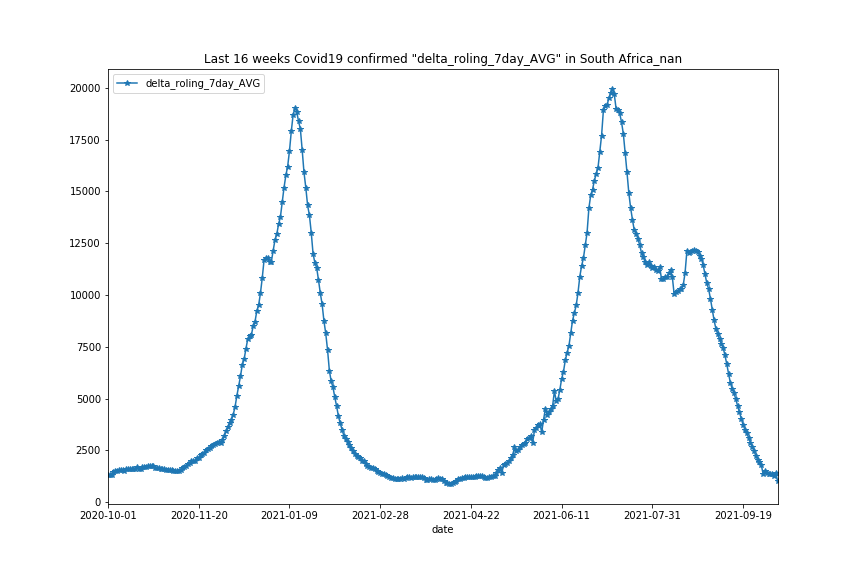 Last 16 weeks Covid19 confirmed "delta_roling_7day_AVG" in South Africa_nan
delta_roling_7day_AVG
20000
17500
15000
12500
10000
7500
5000
2500
0
2020-10-01 2020-11-20 2021-01-09 2021-02-28 2021-04-22 2021-06-11 2021-07-31 2021-09-19
date